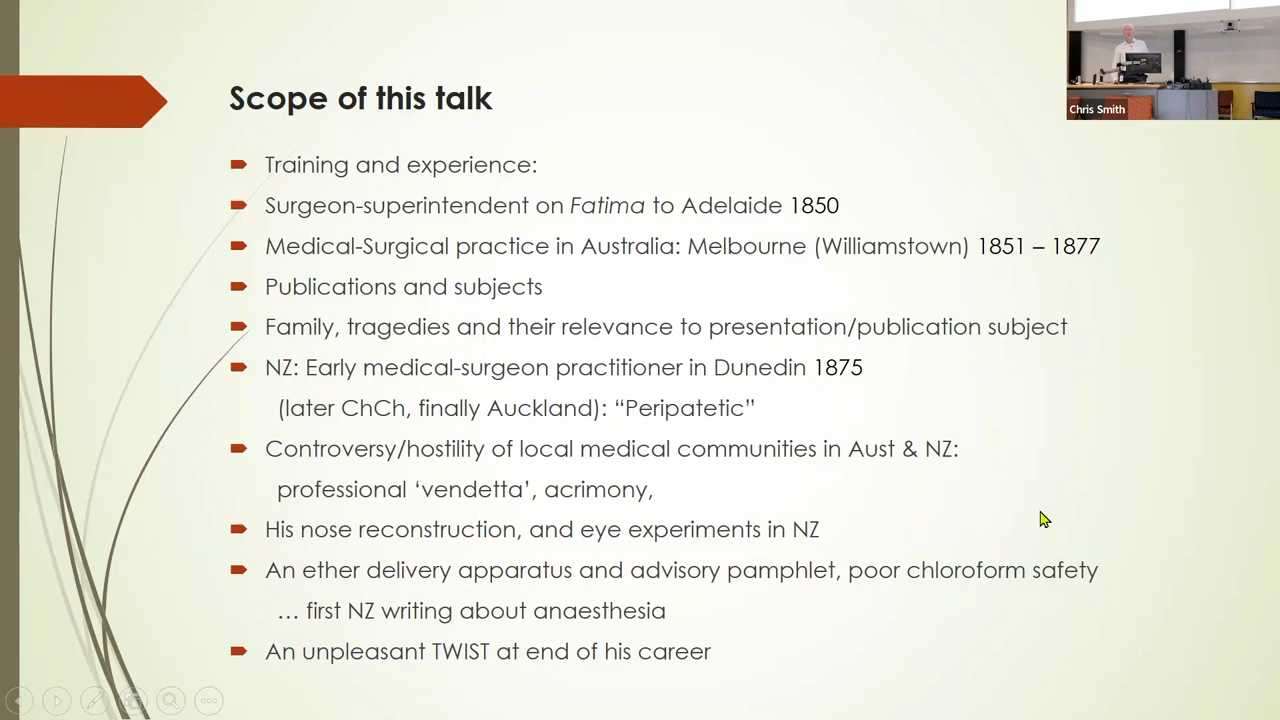 Scope of this talk
Chris Smith
Training and experience:
Surgeon-superintendent on Fatima to Adelaide 1850
Medical-Surgical practice in Australia: Melbourne (Williamstown) 1851 – 1877
Publications and subjects
Family, tragedies and their relevance to presentation/publication subject
NZ: Early medical-surgeon practitioner in Dunedin 1875
(later ChCh, finally Auckland): “Peripatetic”
Controversy/hostility of local medical communities in Aust & NZ:
professional ‘vendetta’, acrimony,
His nose reconstruction, and eye experiments in NZ
An ether delivery apparatus and advisory pamphlet, poor chloroform safety
… first NZ writing about anaesthesia
An unpleasant TWIST at end of his career